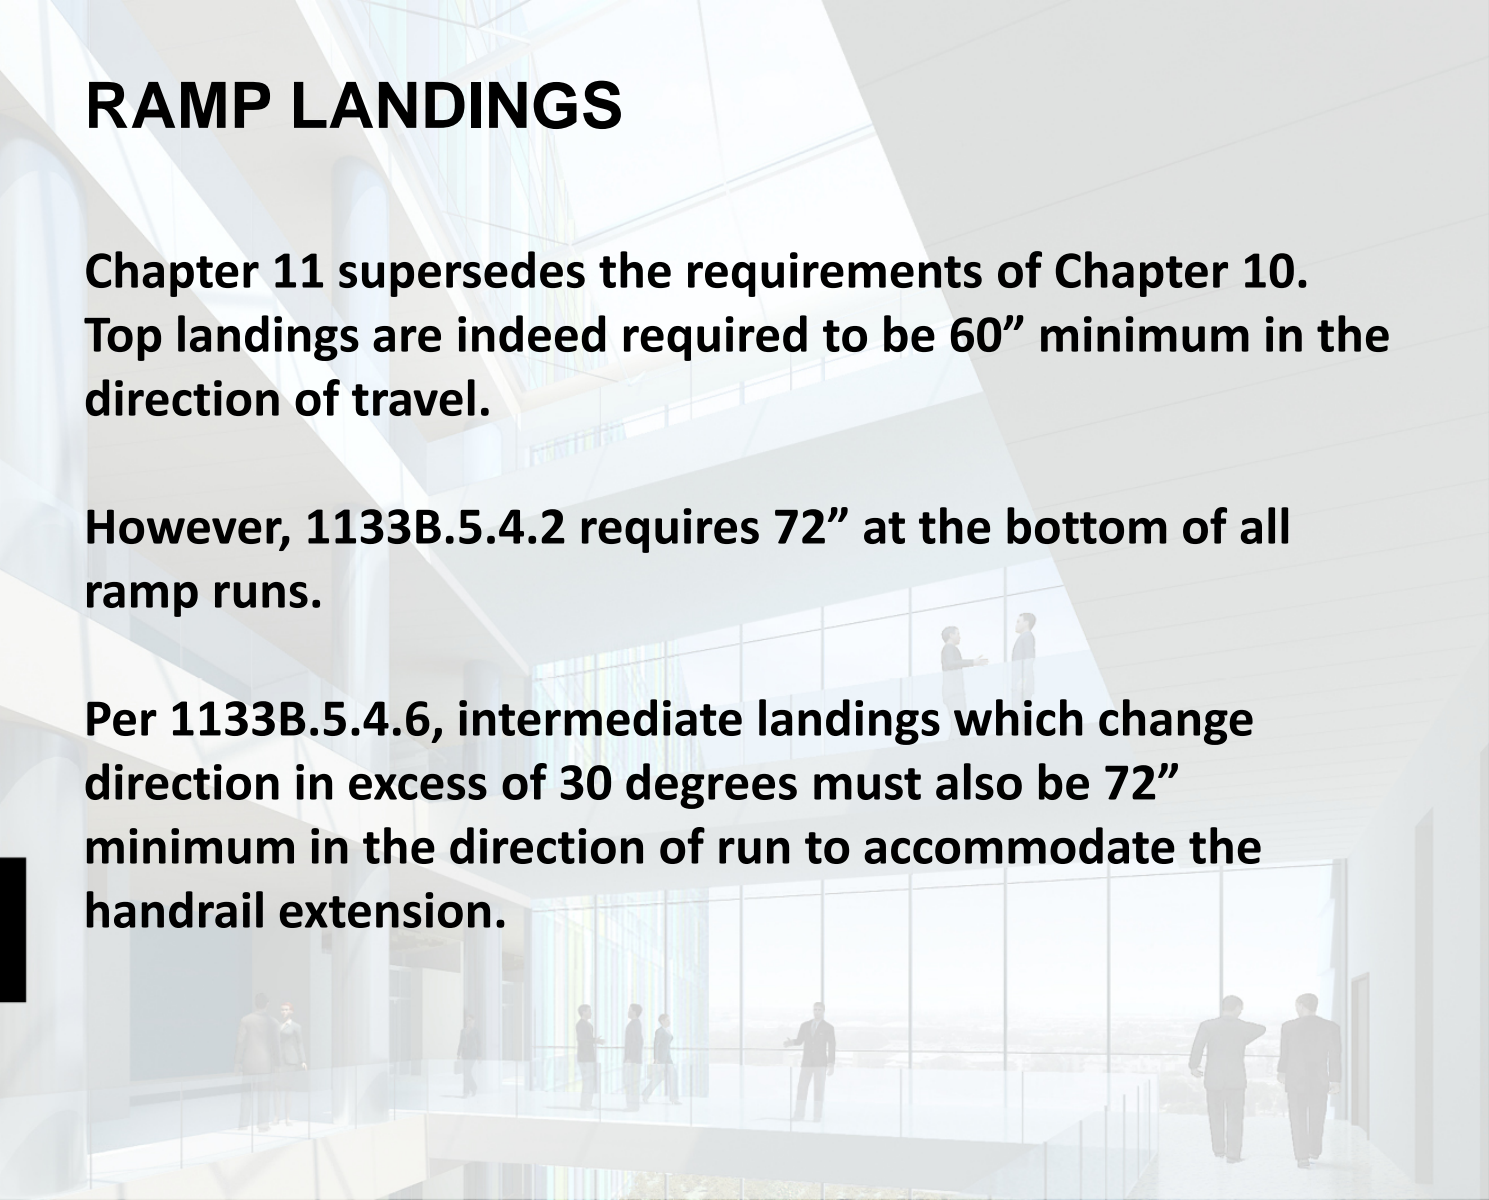 RAMP LANDINGS
Chapter 11 supersedes the requirements of Chapter 10.
Top landings are indeed required to be 60” minimum in the
direction of travel.
However, 1133B.5.4.2 requires 72” at the bottom of all
ramp runs.
Per 1133B.5.4.6, intermediate landings which change
direction in excess of 30 degrees must also be 72”
minimum in the direction of run to accommodate the
handrail extension.